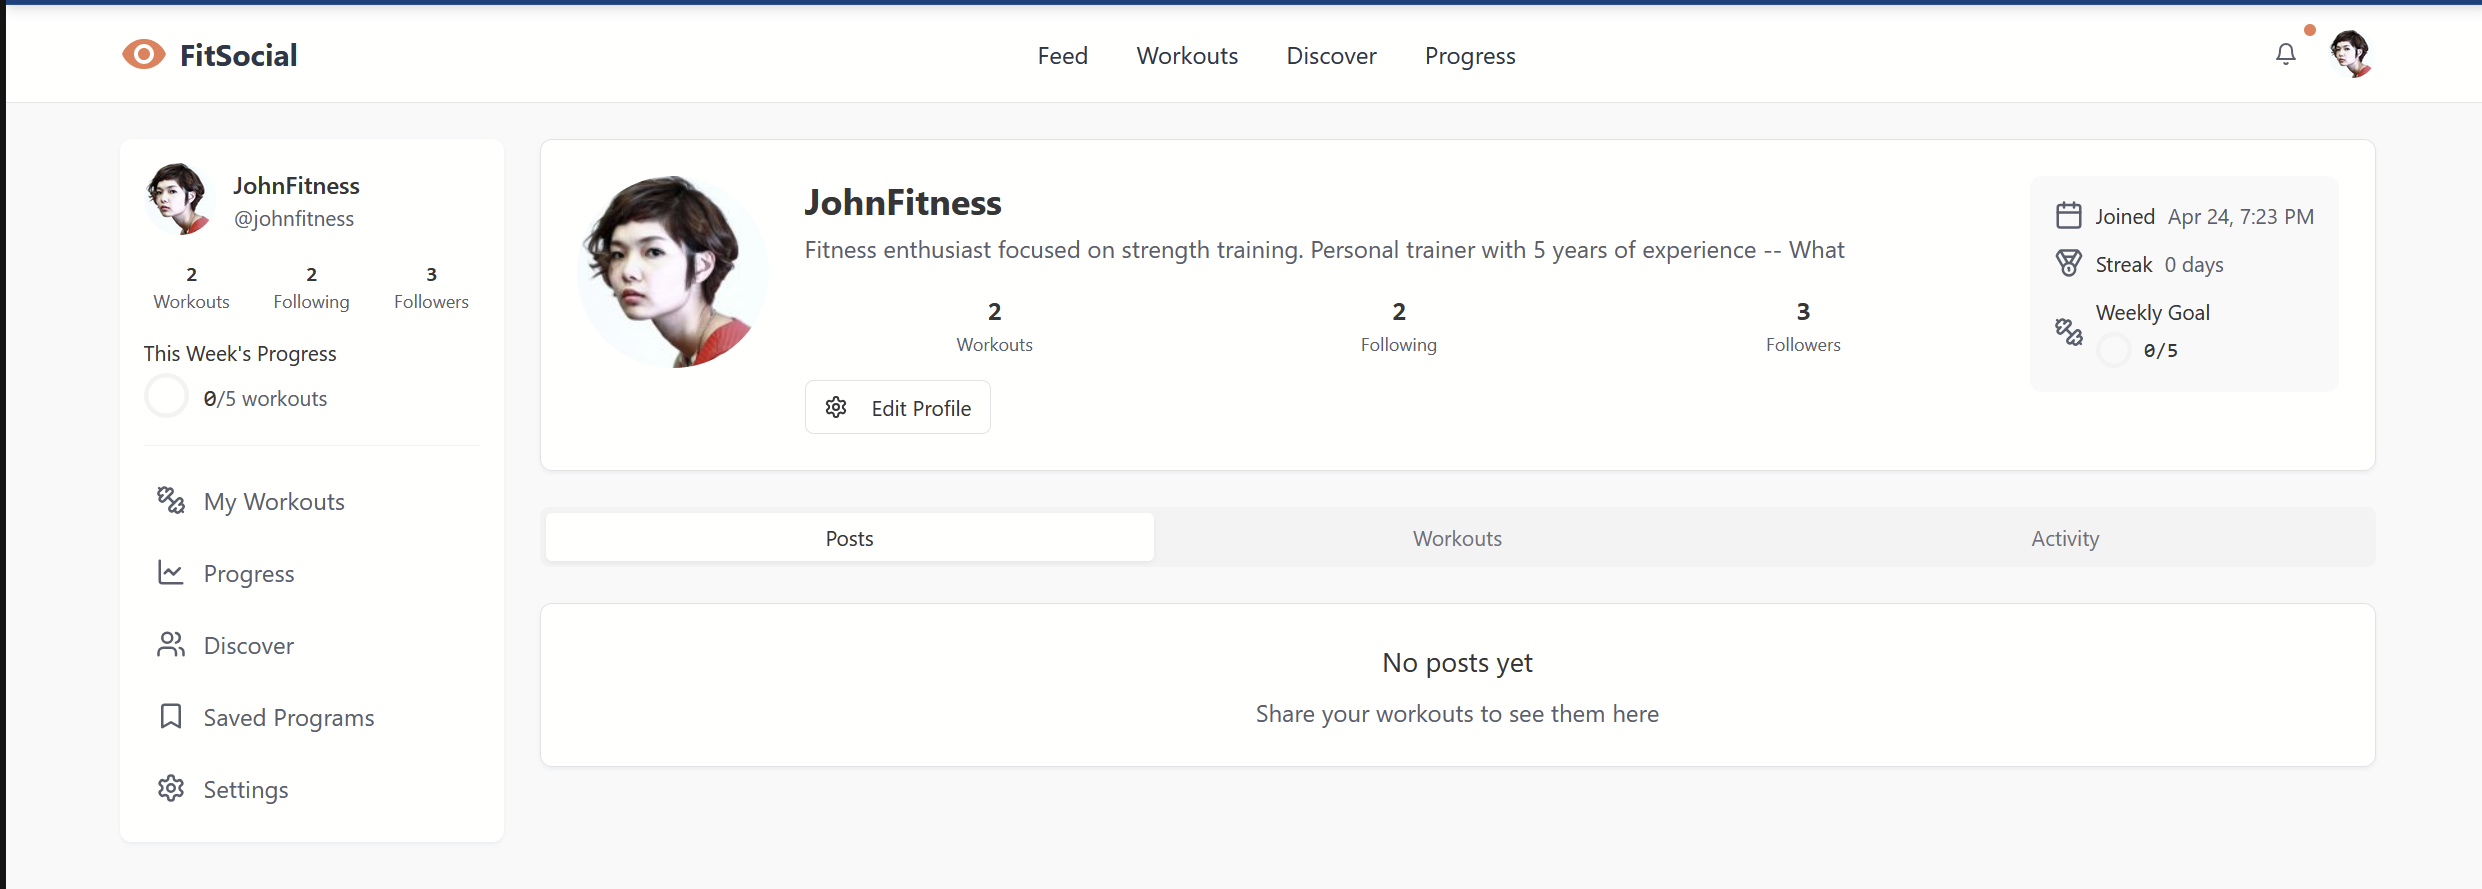 FitSocial
Feed
Workouts
Discover
Progress
JohnFitness
@johnfitness
2
Workouts
2
Following
3
Followers
This Week's Progress
0/5 workouts
My Workouts
Progress
Discover
Saved Programs
Settings
JohnFitness
Fitness enthusiast focused on strength training. Personal trainer with 5 years of experience -- What
2
Workouts
2
Following
3
Followers
Edit Profile
Joined Apr 24, 7:23 PM
Streak 0 days
Weekly Goal
0/5
Posts
Workouts
Activity
No posts yet
Share your workouts to see them here